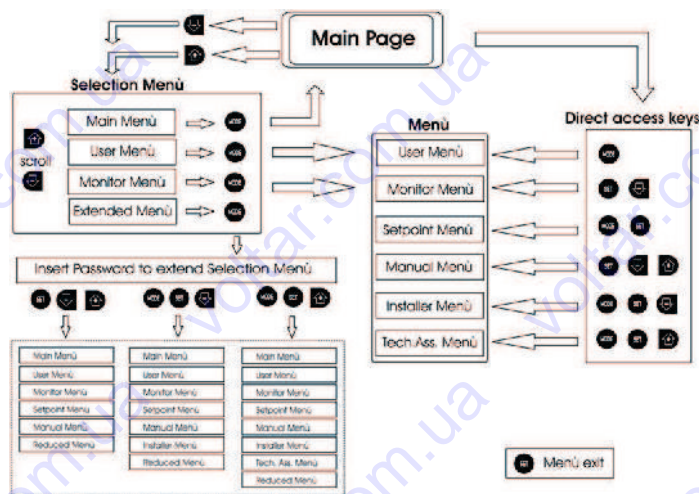 Main Page
Selection Menù
Main Menù
MODE
scroll
User Menù
MODE
Monitor Menù
MODE
Extended Menù
MODE
Insert Password to extend Selection Menù
SET
MODE SET
MODE SET
Main Menù
User Menù
Monitor Menù
Setpoint Menù
Manual Menù
Reduced Menù
Main Menù
User Menù
Monitor Menù
Setpoint Menù
Manual Menù
Installer Menù
Reduced Menù
Main Menù
User Menù
Monitor Menù
Setpoint Menù
Manual Menù
Installer Menù
Tech. Ass. Menù
Reduced Menù
Menù
User Menù
Monitor Menù
Setpoint Menù
Manual Menù
Installer Menù
Tech.Ass. Menù
Direct access keys
MODE
SET
MODE SET
SET
MODE SET
MODE SET
SET Menù exit
voltar.com.ua